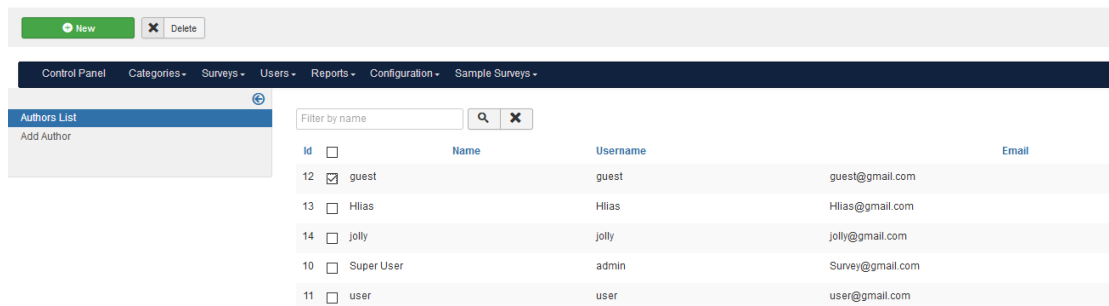 New Delete
Control Panel Categories Surveys Users Reports Configuration Sample Surveys
Authors List
Add Author
Filter by name
Id Name Username Email
12 guest guest guest@gmail.com
13 Hlias Hlias Hlias@gmail.com
14 jolly jolly jolly@gmail.com
10 Super User admin Survey@gmail.com
11 user user user@gmail.com